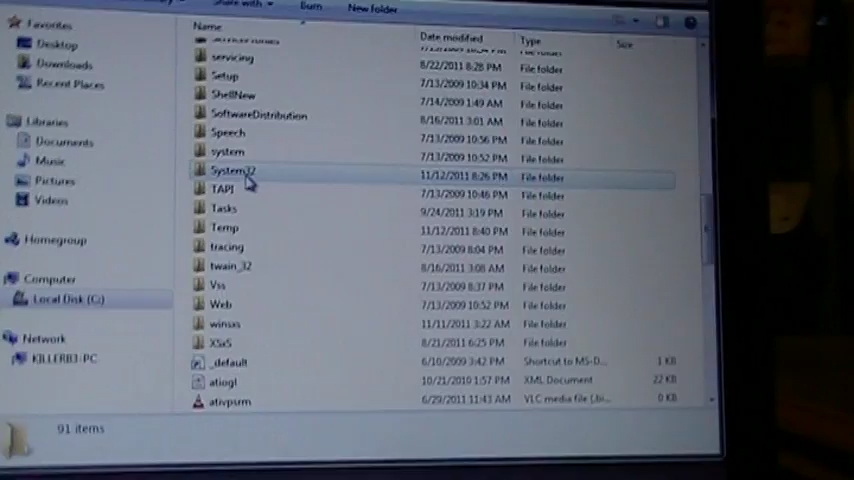 Share with Burn New folder
Name Date modified Type Size
servicing 8/22/2011 8:28 PM File folder
Setup 7/13/2009 10:34 PM File folder
ShellNew 7/14/2009 1:49 AM File folder
SoftwareDistribution 8/16/2011 3:01 AM File folder
Speech 7/13/2009 10:56 PM File folder
system 7/13/2009 10:52 PM File folder
System32 11/12/2011 8:26 PM File folder
TAPI 7/13/2009 10:46 PM File folder
Tasks 9/24/2011 3:19 PM File folder
Temp 11/12/2011 8:40 PM File folder
tracing 7/13/2009 8:04 PM File folder
twain_32 8/16/2011 3:08 AM File folder
Vss 7/13/2009 8:37 PM File folder
Web 7/13/2009 10:52 PM File folder
winsxs 11/11/2011 3:22 AM File folder
XSxS 8/21/2011 6:25 PM File folder
_default 6/10/2009 3:42 PM Shortcut to MS-D... 1 KB
atiogl 10/21/2010 1:57 PM XML Document 22 KB
ativpsrm 6/29/2011 11:43 AM VLC media file (.bi... 0 KB
Favorites
Desktop
Downloads
Recent Places
Libraries
Documents
Music
Pictures
Videos
Homegroup
Computer
Local Disk (C:)
Network
KILLERB3-PC
91 items